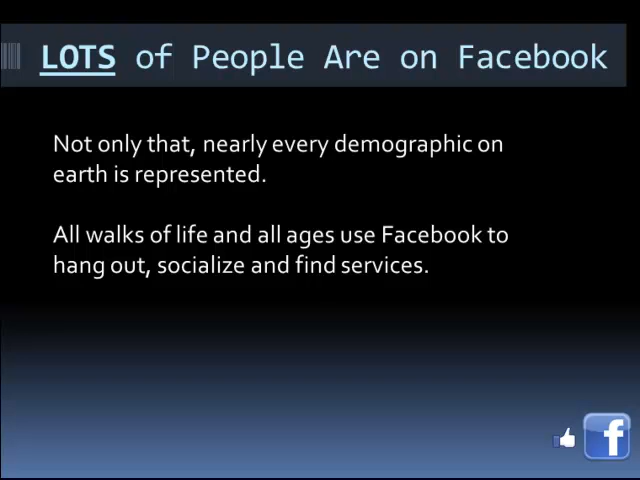 LOTS of People Are on Facebook
Not only that, nearly every demographic on
earth is represented.
All walks of life and all ages use Facebook to
hang out, socialize and find services.
f